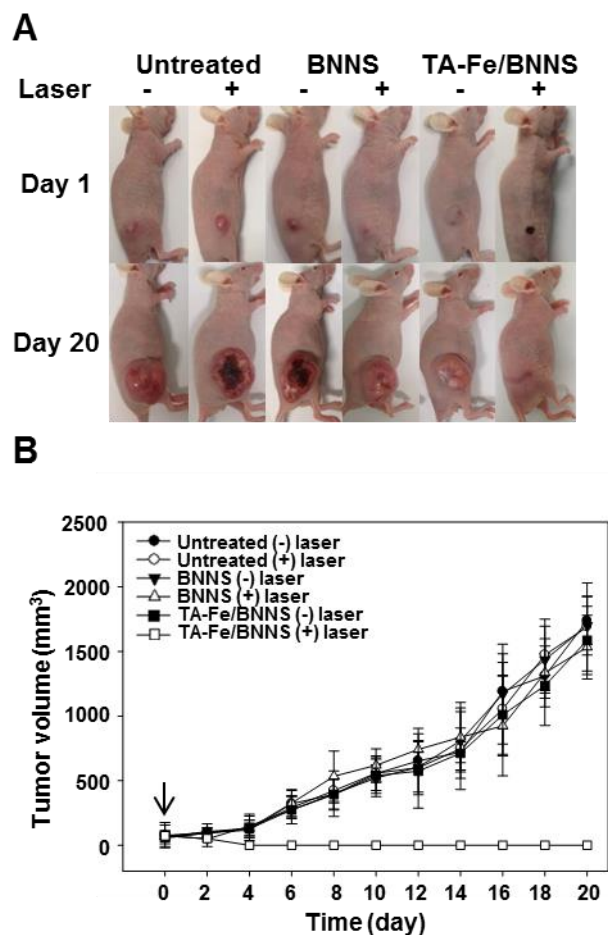 A
Untreated BNNS TA-Fe/BNNS
Laser - + - + - +
Day 1
Day 20
B
2500
2000
1500
1000
500
0
Tumor volume (mm³)
Untreated (-) laser
Untreated (+) laser
BNNS (-) laser
BNNS (+) laser
TA-Fe/BNNS (-) laser
TA-Fe/BNNS (+) laser
0 2 4 6 8 10 12 14 16 18 20
Time (day)